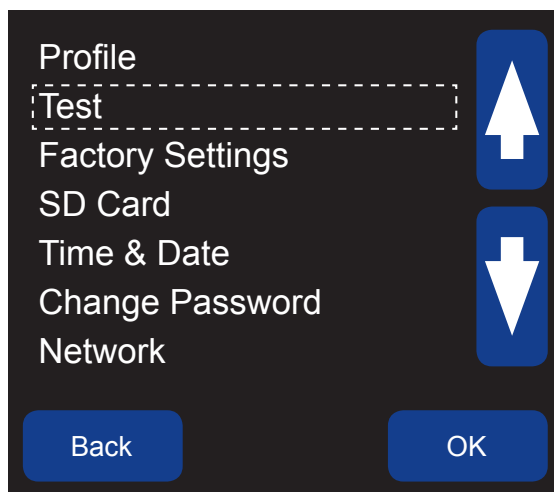 Profile
Test
Factory Settings
SD Card
Time & Date
Change Password
Network
Back
OK